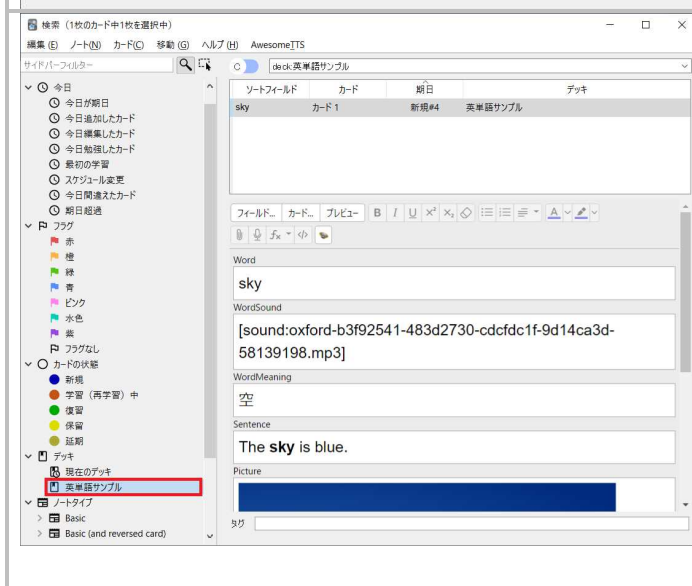 検索（1枚のカード中1枚を選択中）
編集(E) ノート(N) カード(C) 移動(G) ヘルプ(H) AwesomeTTS
サイドバーフィルター
C deck:英単語サンプル
今日
今日が期日
今日追加したカード
今日編集したカード
今日勉強したカード
最初の学習
スケジュール変更
今日間違えたカード
期日超過
フラグ
赤
橙
緑
青
ピンク
水色
紫
フラグなし
カードの状態
新規
学習（再学習）中
復習
保留
延期
デッキ
現在のデッキ
英単語サンプル
ノートタイプ
Basic
Basic (and reversed card)
ソートフィールド カード 期日 デッキ
sky カード 1 新規#4 英単語サンプル
フィールド... カード... プレビュー B I U x² x₂ A
fx </>
Word
sky
WordSound
[sound:oxford-b3f92541-483d2730-cdcfdc1f-9d14ca3d-
58139198.mp3]
WordMeaning
空
Sentence
The sky is blue.
Picture
タグ